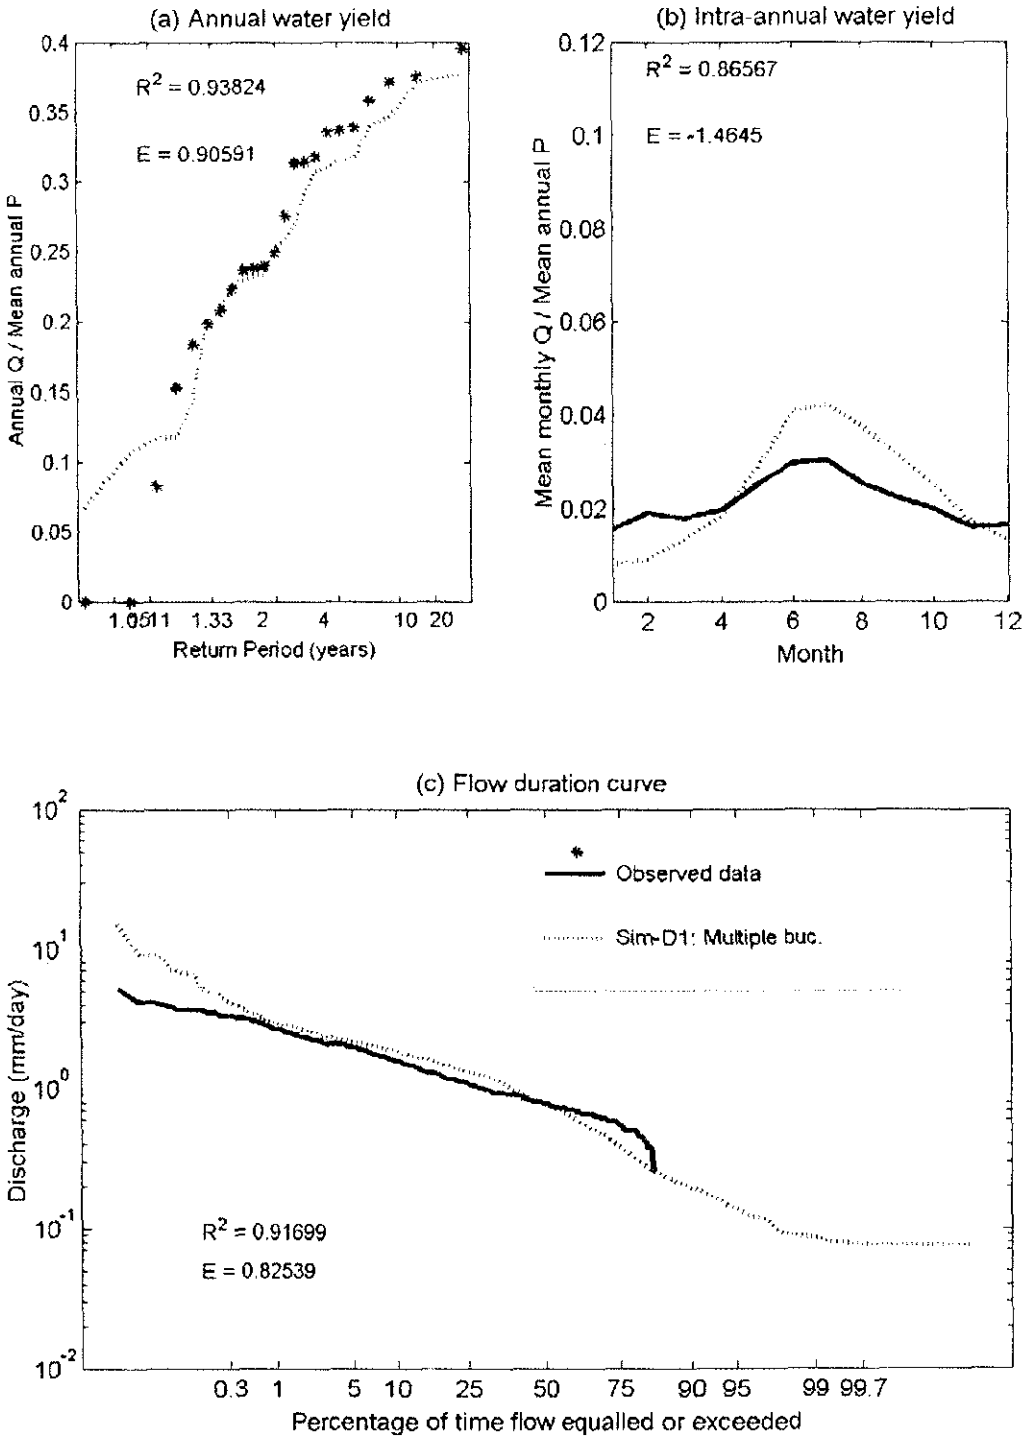 (a) Annual water yield
(b) Intra-annual water yield
0.4
0.35
0.3
0.25
0.2
0.15
0.1
0.05
0
R² = 0.93824
E = 0.90591
Annual Q / Mean annual P
1.05
1.11
1.33
2
4
10
20
Return Period (years)
0.12
0.1
0.08
0.06
0.04
0.02
0
R² = 0.86567
E = -1.4645
Mean monthly Q / Mean annual P
2
4
6
8
10
12
Month
(c) Flow duration curve
10²
10¹
10⁰
10⁻¹
10⁻²
Discharge (mm/day)
Observed data
Sim-D1: Multiple buc.
R² = 0.91699
E = 0.82539
0.3
1
5
10
25
50
75
90
95
99
99.7
Percentage of time flow equalled or exceeded